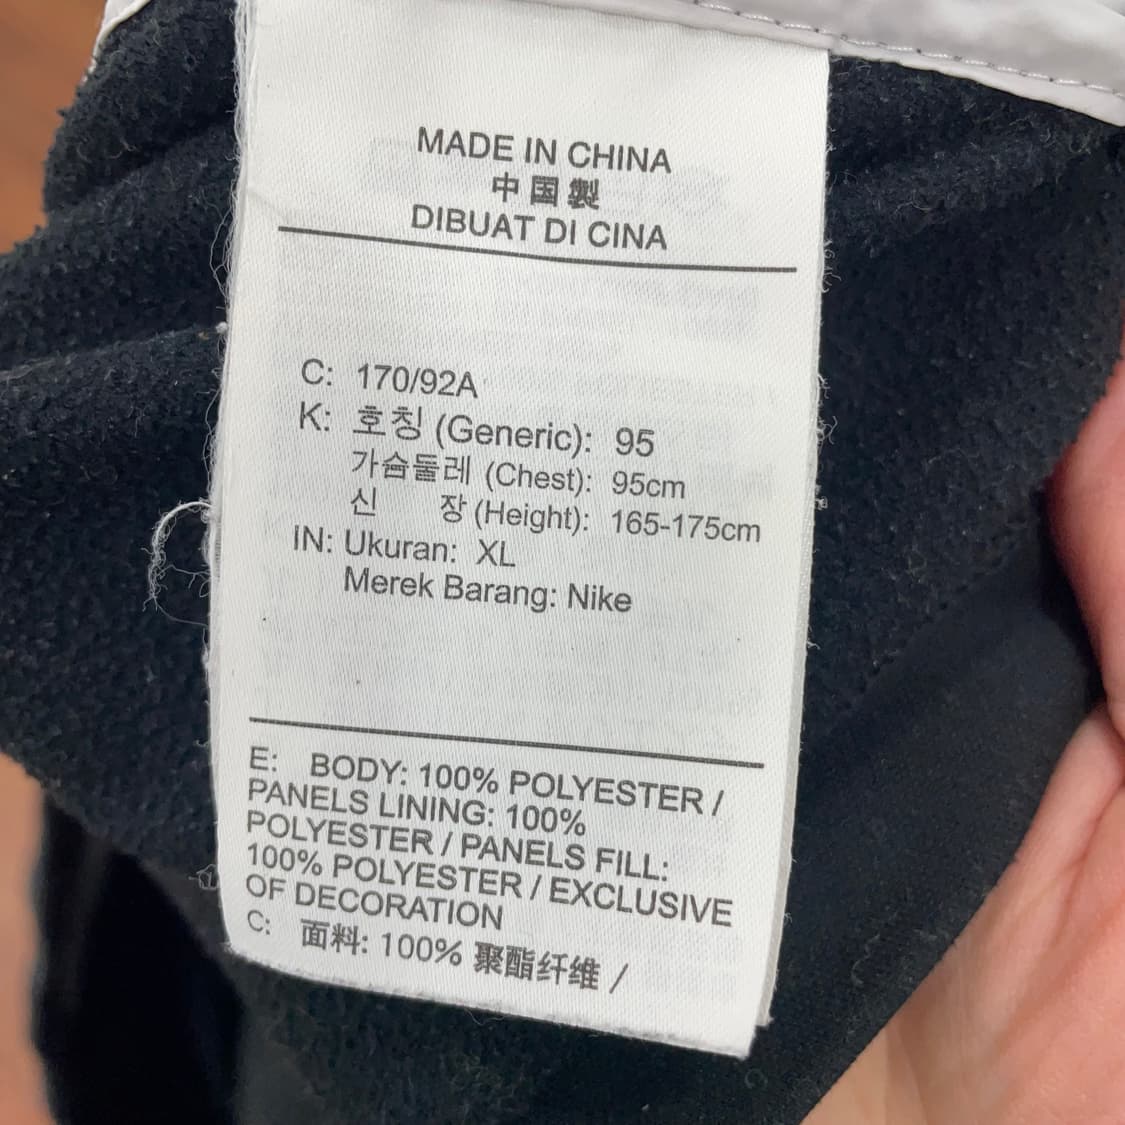 MADE IN CHINA
中国製
DIBUAT DI CINA
C: 170/92A
K: 호칭 (Generic): 95
가슴둘레 (Chest): 95cm
신 장 (Height): 165-175cm
IN: Ukuran: XL
Merek Barang: Nike
E: BODY: 100% POLYESTER /
PANELS LINING: 100%
POLYESTER / PANELS FILL:
100% POLYESTER / EXCLUSIVE
OF DECORATION
C: 面料: 100% 聚酯纤维 /